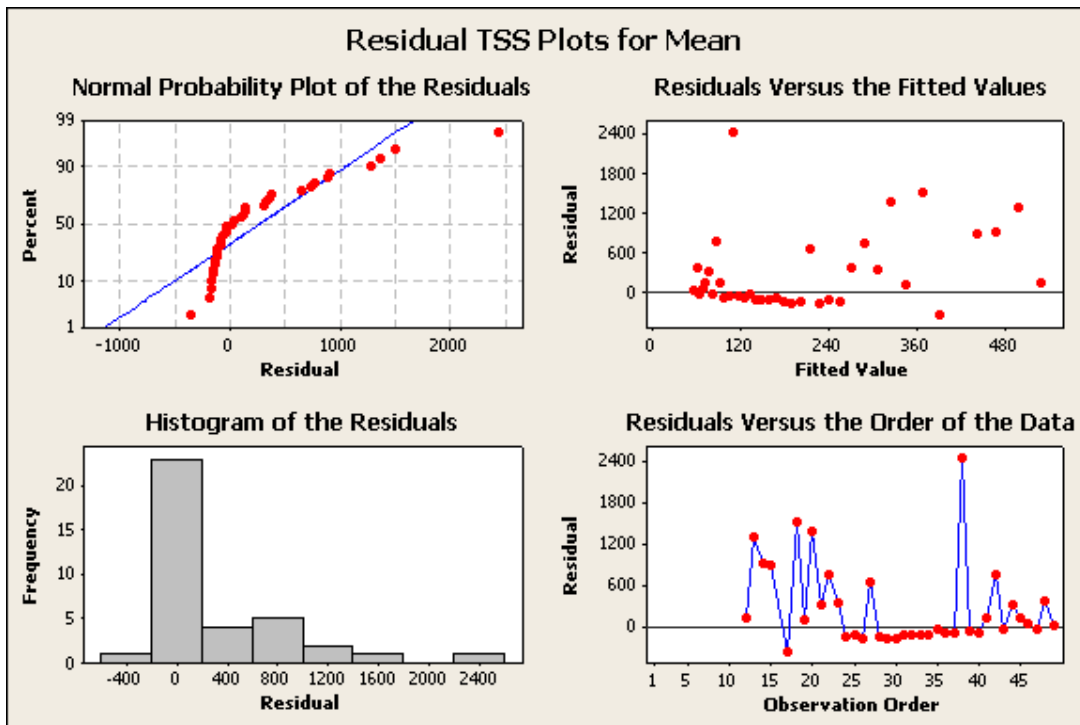 Residual TSS Plots for Mean
Normal Probability Plot of the Residuals
99
90
50
10
1
Percent
-1000 0 1000 2000
Residual
Residuals Versus the Fitted Values
2400
1800
1200
600
0
Residual
0 120 240 360 480
Fitted Value
Histogram of the Residuals
20
15
10
5
0
Frequency
-400 0 400 800 1200 1600 2000 2400
Residual
Residuals Versus the Order of the Data
2400
1800
1200
600
0
Residual
1 5 10 15 20 25 30 35 40 45
Observation Order